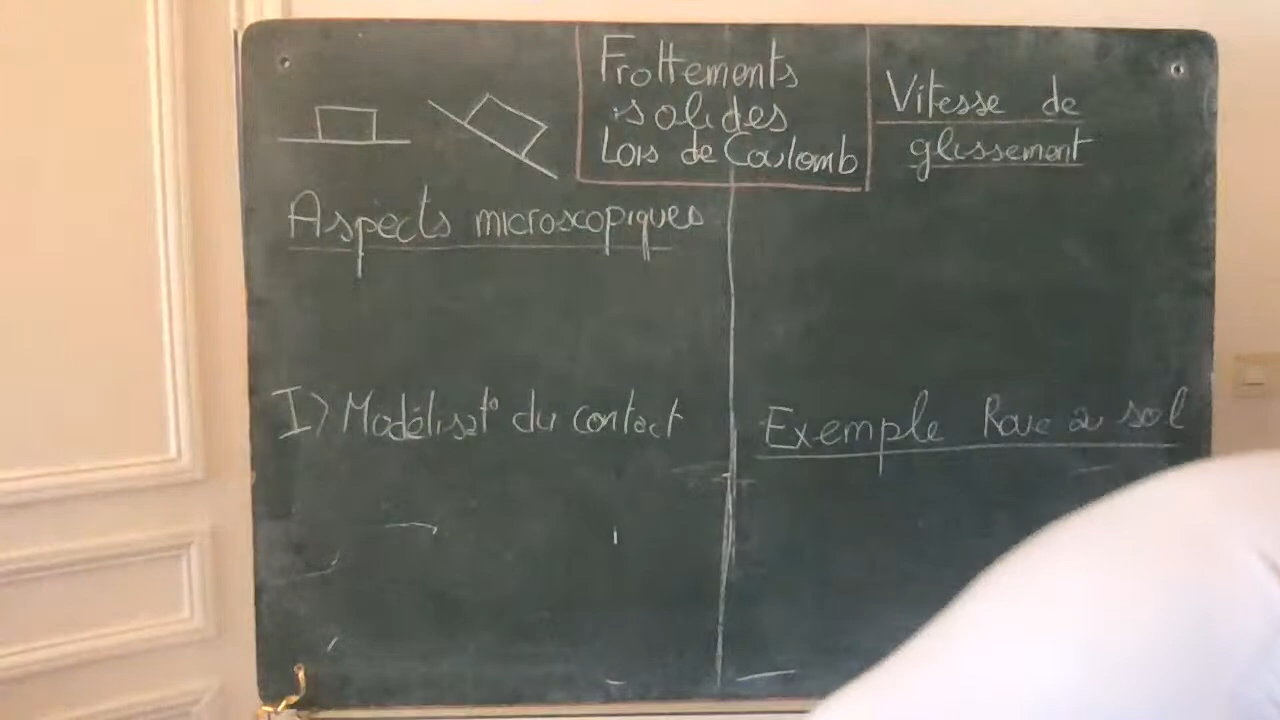 Frottements
solides
Lois de Coulomb
Aspects microscopiques
I) Modélisat° du contact
Vitesse de
glissement
Exemple Roue sol